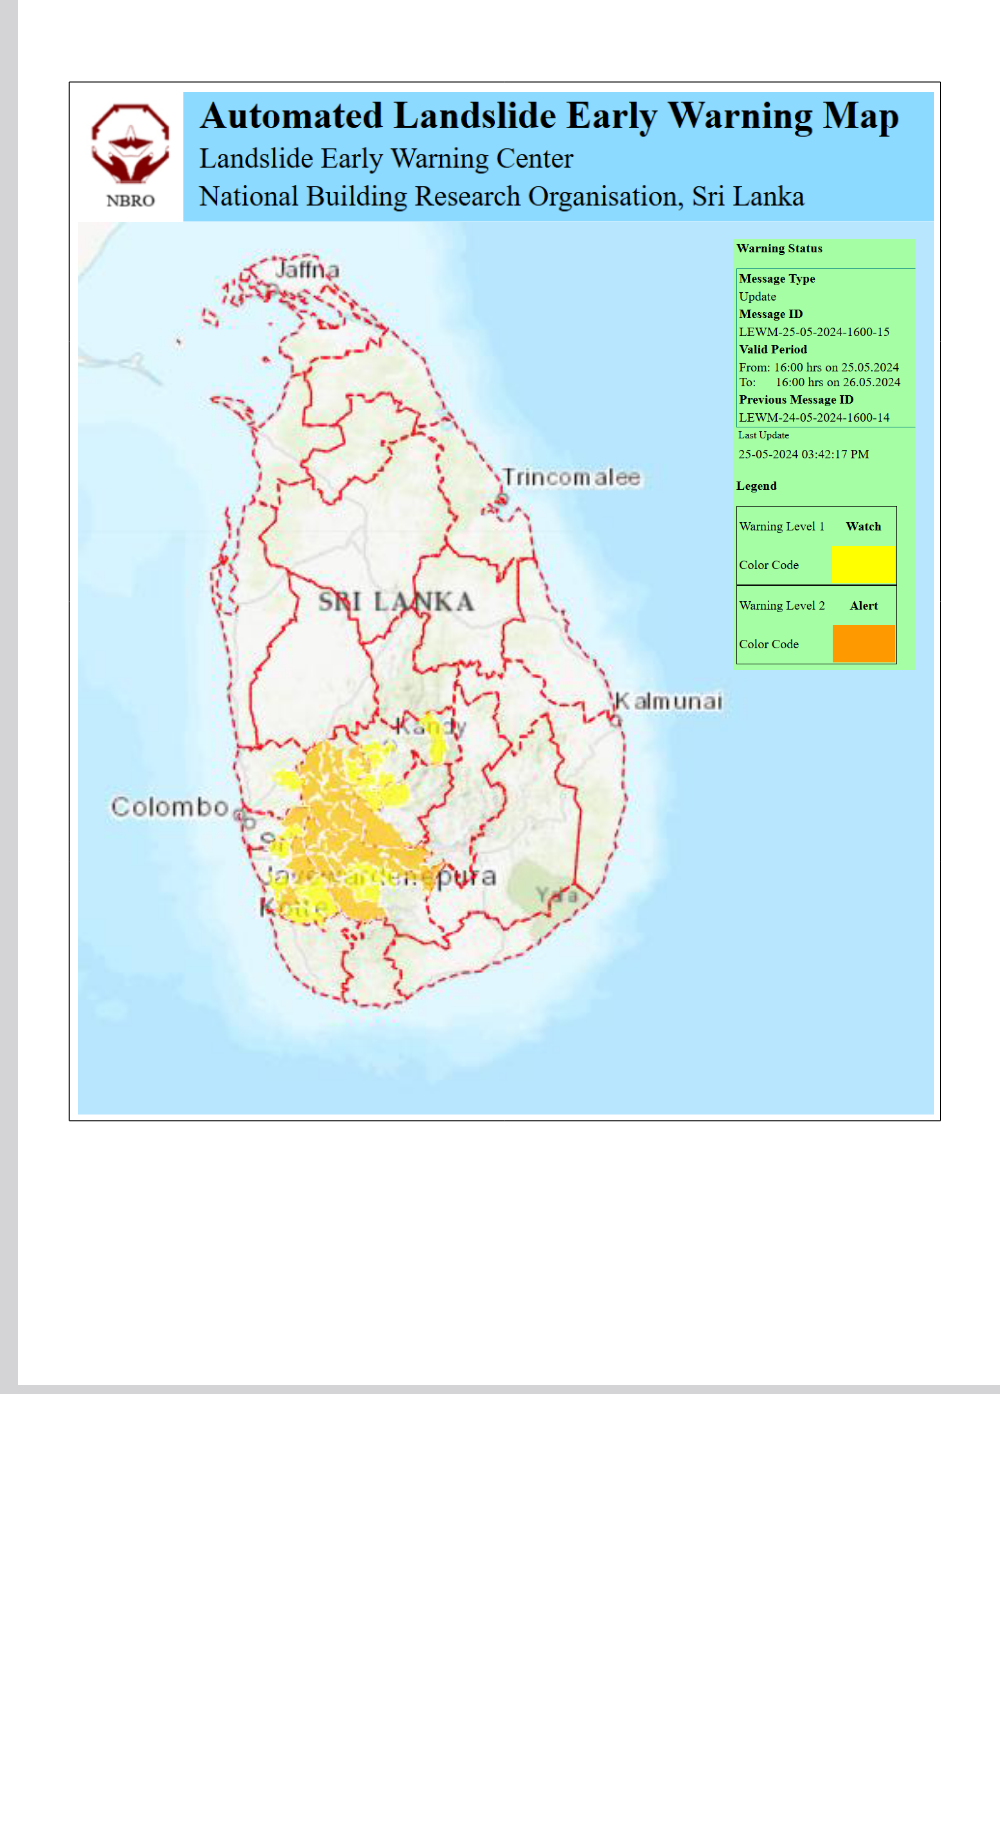 Automated Landslide Early Warning Map
Landslide Early Warning Center
National Building Research Organisation, Sri Lanka
NBRO
Warning Status
Message Type
Update
Message ID
LEWM-25-05-2024-1600-15
Valid Period
From: 16:00 hrs on 25.05.2024
To: 16:00 hrs on 26.05.2024
Previous Message ID
LEWM-24-05-2024-1600-14
Last Update
25-05-2024 03:42:17 PM
Legend
Warning Level 1 Watch
Color Code
Warning Level 2 Alert
Color Code
Jaffna
Trincomalee
SRI LANKA
Kalmunai
Kandy
Colombo
Sri
Jayewardenepura
Kotte